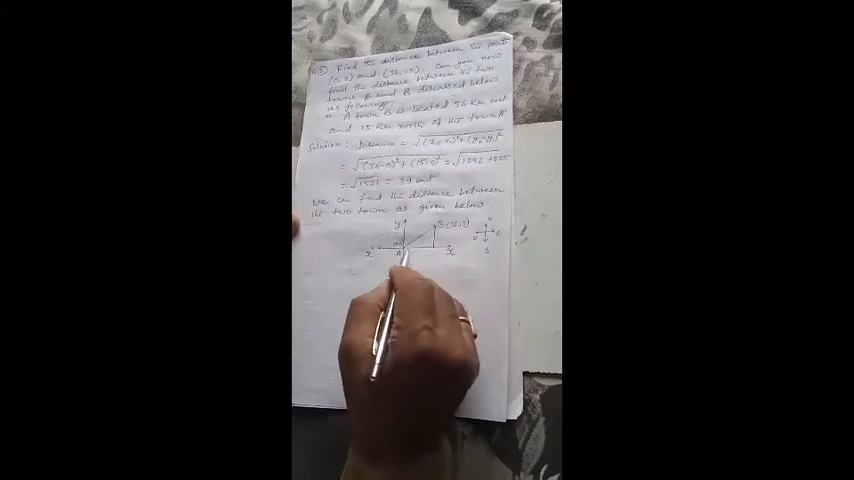 Find the distance between the points
(0, 0) and (36, 15). Can you now
find the distance between the two
towns A and B discussed below
as following:
" A town B is located 36 Km east
and 15 Km north of the town A"
Solution: Distance = √(x₂-x₁)²+(y₂-y₁)²
= √(36-0)²+(15-0)² = √1296+225
= √1521 = 39 unit
We can find the distance between
the two town as given below.
y
B (36,15)
N
(0,0)
E
X A X
S